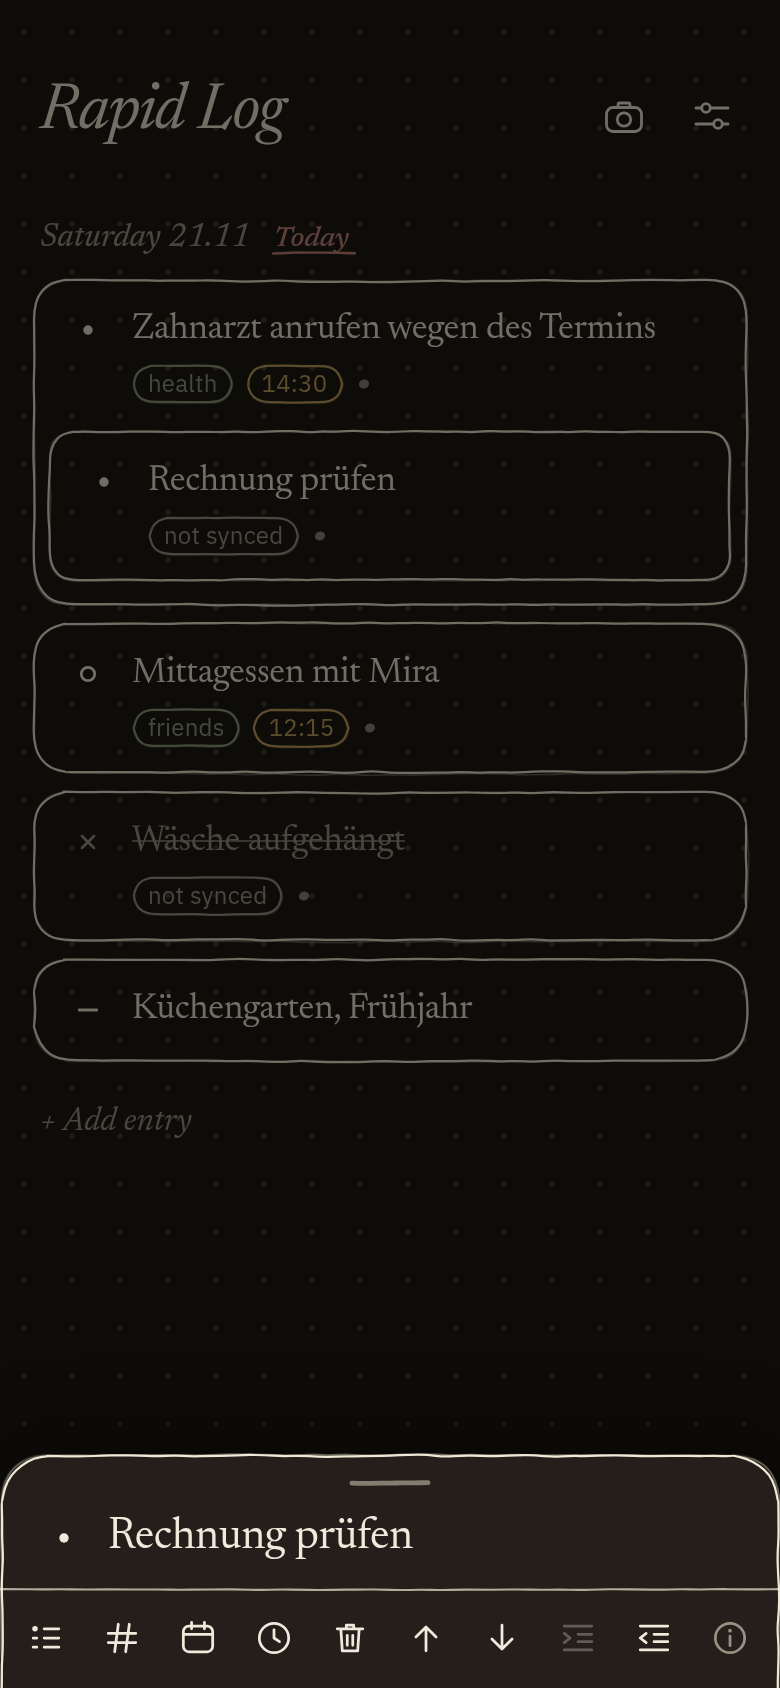 Rapid Log
Saturday 21.11 Today
Zahnarzt anrufen wegen des Termins
health 14:30
Rechnung prüfen
not synced
Mittagessen mit Mira
friends 12:15
Wäsche aufgehängt
not synced
Küchengarten, Frühjahr
+ Add entry
Rechnung prüfen